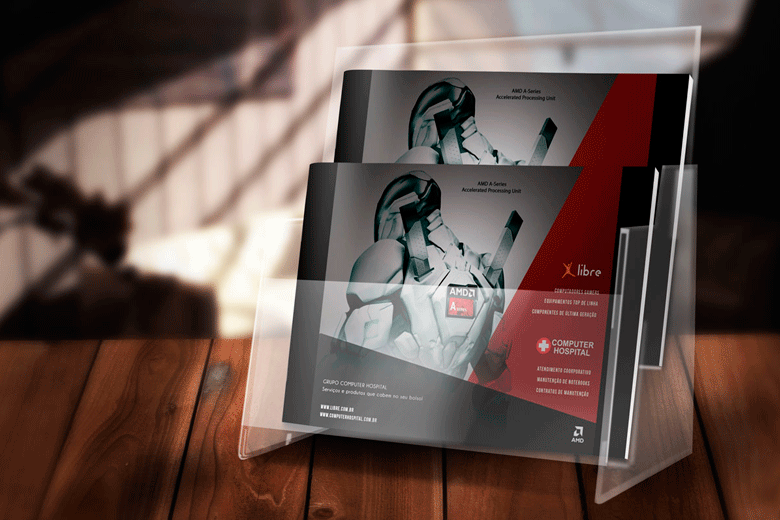 AMD A-Series
Accelerated Processing Unit
AMD A-Series
Accelerated Processing Unit
AMD
A
libre
COMPUTADORES GAMERS
EQUIPAMENTOS TOP DE LINHA
COMPONENTES DE ÚLTIMA GERAÇÃO
COMPUTER
HOSPITAL
ATENDIMENTO COORPORATIVO
MANUTENÇÃO DE NOTEBOOKS
CONTRATOS DE MANUTENÇÃO
GRUPO COMPUTER HOSPITAL
Serviços e produtos que cabem no seu bolso!
WWW.LIBRE.COM.BR
WWW.COMPUTERHOSPITAL.COM.BR
AMD